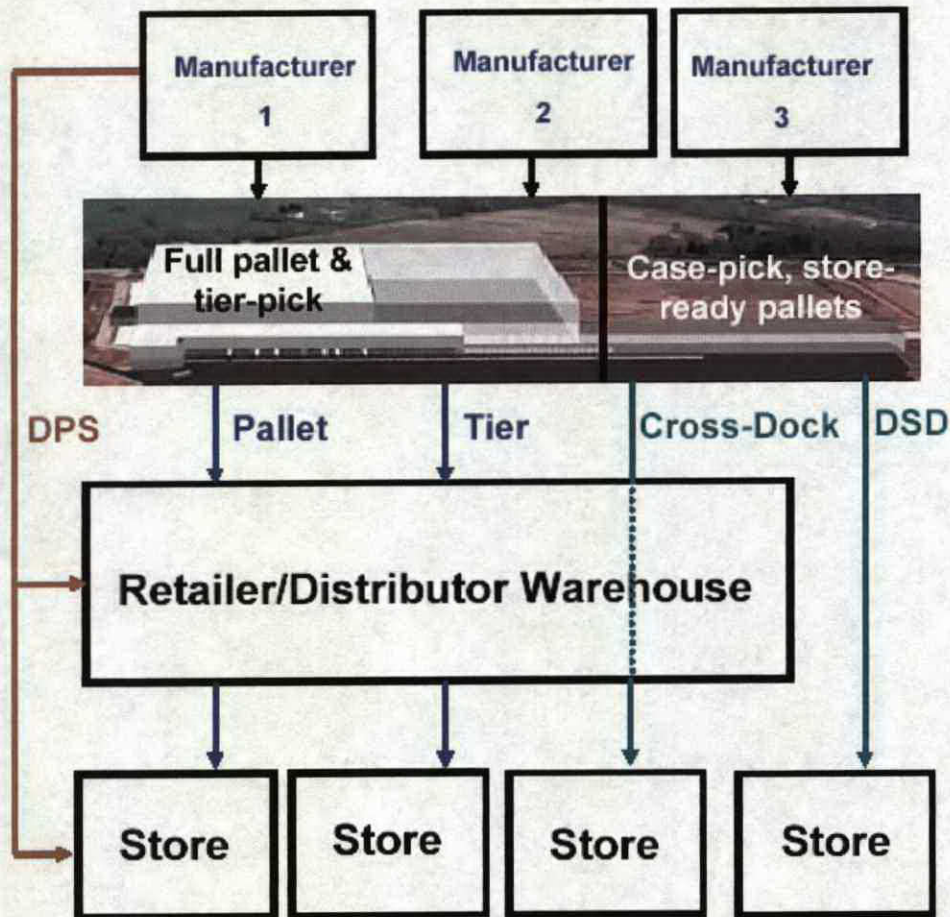 Manufacturer
1
Manufacturer
2
Manufacturer
3
Full pallet &
tier-pick
Case-pick, store-
ready pallets
DPS
Pallet
Tier
Cross-Dock
DSD
Retailer/Distributor Warehouse
Store
Store
Store
Store